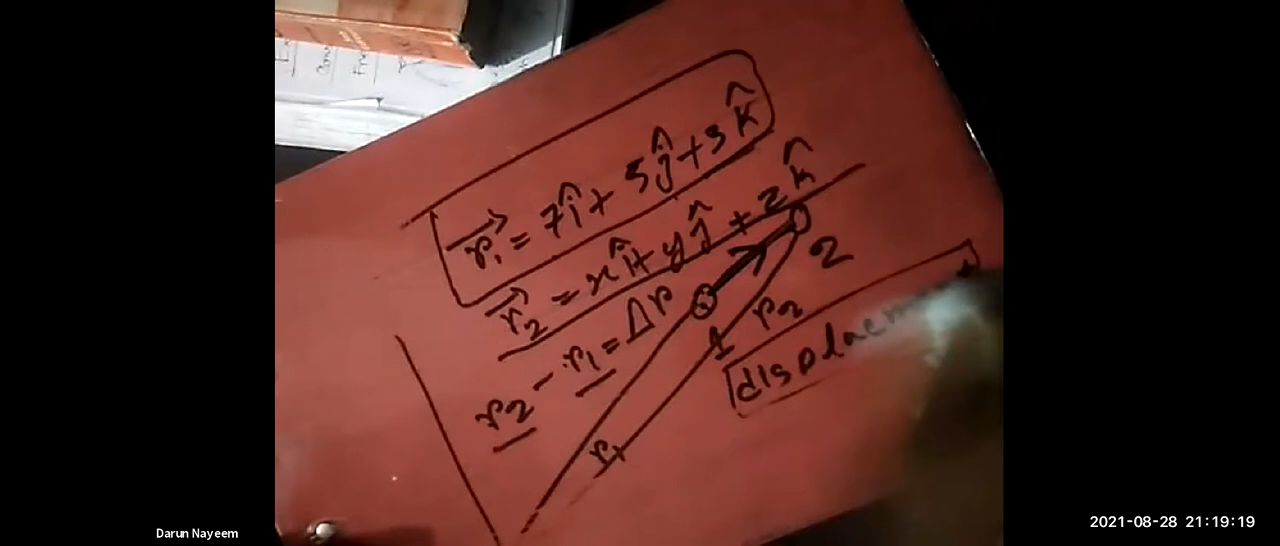 r₁ = 7î + 5ĵ + 3k̂
r₂ = xî + yĵ + zk̂
r₂ - r₁ = Δr
r₂
2
r₁
1
displacem
Darun Nayeem
2021-08-28 21:19:19